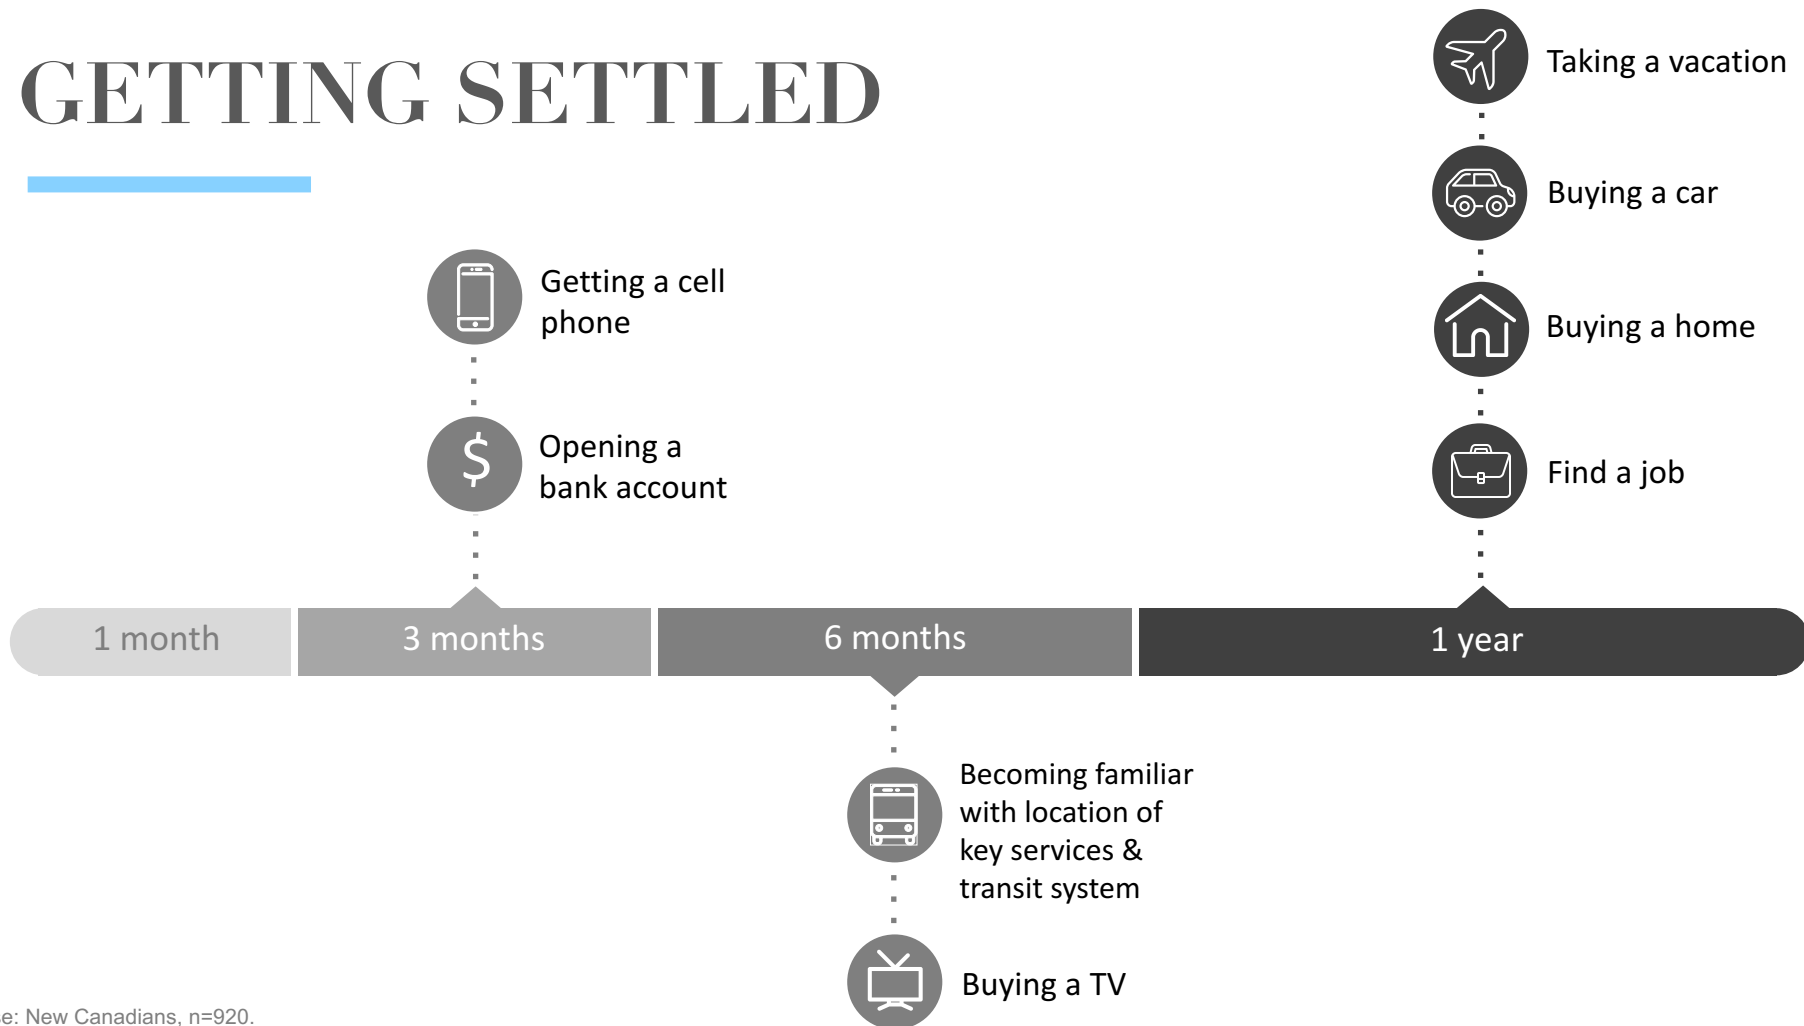 GETTING SETTLED
Taking a vacation
Buying a car
Buying a home
Find a job
Getting a cell
phone
$
Opening a
bank account
1 month
3 months
6 months
1 year
Becoming familiar
with location of
key services &
transit system
Buying a TV
New Canadians, n=920.